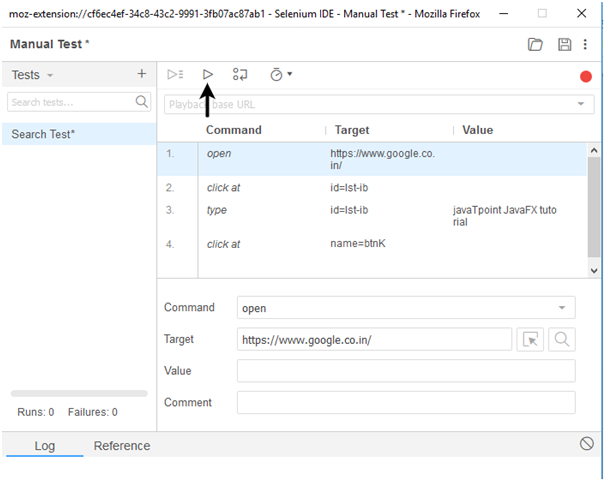 moz-extension://cf6ec4ef-34c8-43c2-9991-3fb07ac87ab1 - Selenium IDE - Manual Test * - Mozilla Firefox
Manual Test *
Tests
Search tests...
Playback base URL
Search Test*
Command Target Value
1. open https://www.google.co.
in/
2. click at id=lst-ib
3. type id=lst-ib javaTpoint JavaFX tuto
rial
4. click at name=btnK
Command open
Target https://www.google.co.in/
Value
Comment
Runs: 0 Failures: 0
Log Reference